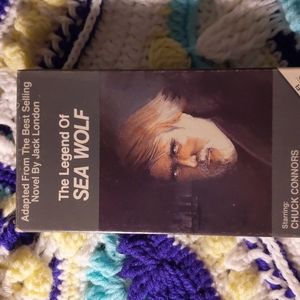 Adapted From The Best Selling
Novel By Jack London
The Legend Of
SEA WOLF
Starring:
CHUCK CONNORS